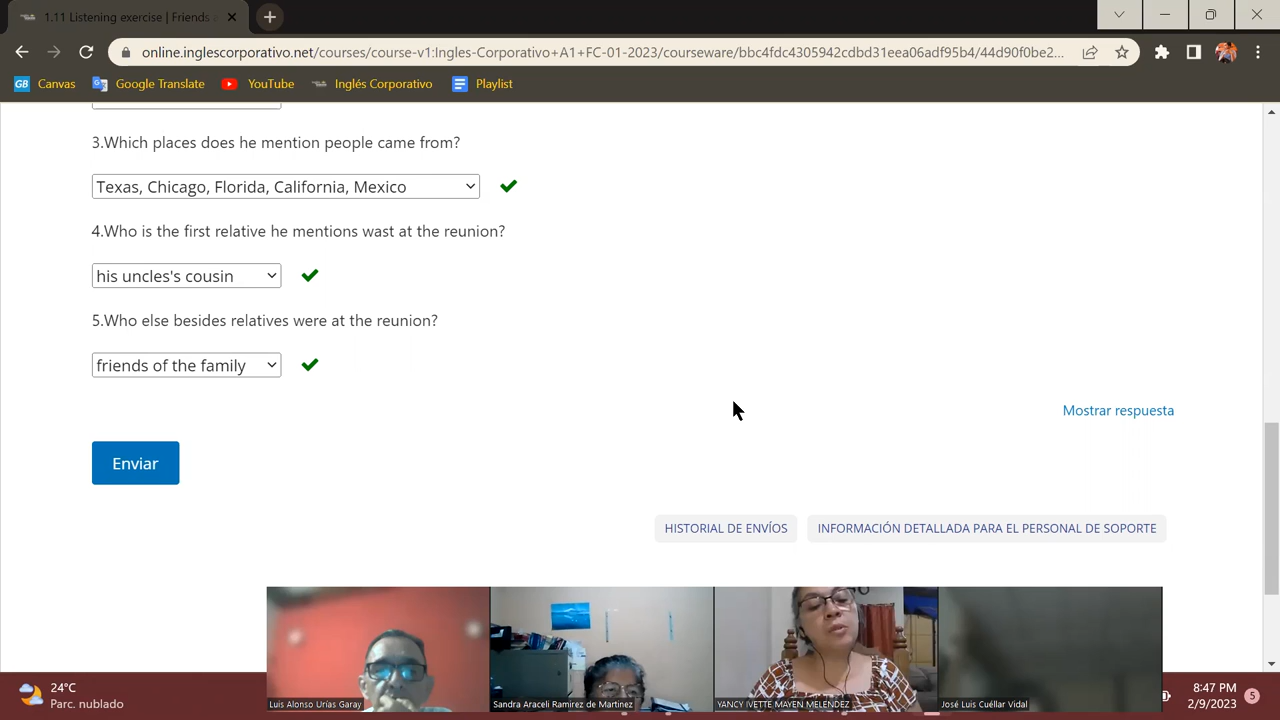 1.11 Listening exercise | Friends a
online.inglescorporativo.net/courses/course-v1:Ingles-Corporativo+A1+FC-01-2023/courseware/bbc4fdc4305942cdbd31eea06adf95b4/44d90f0be2...
GB Canvas Google Translate YouTube Inglés Corporativo Playlist
3.Which places does he mention people came from?
Texas, Chicago, Florida, California, Mexico
4.Who is the first relative he mentions wast at the reunion?
his uncles's cousin
5.Who else besides relatives were at the reunion?
friends of the family
Mostrar respuesta
Enviar
HISTORIAL DE ENVÍOS INFORMACIÓN DETALLADA PARA EL PERSONAL DE SOPORTE
Luis Alonso Urías Garay Sandra Araceli Ramirez de Martinez YANCY IVETTE MAYEN MELENDEZ José Luis Cuéllar Vidal
24°C
Parc. nublado
8:47 PM
2/9/2023
5